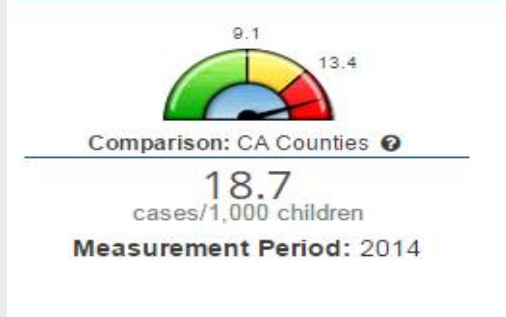 9.1
13.4
Comparison: CA Counties ?
18.7
cases/1,000 children
Measurement Period: 2014